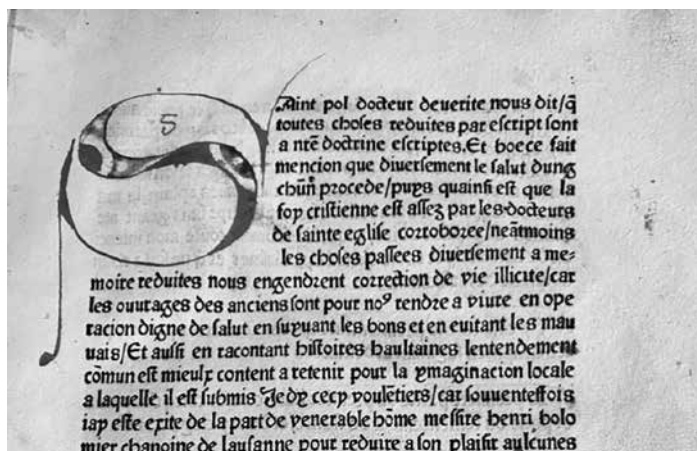 Saint pol docteur deuerite nous dit/q̃
toutes choses reduites par escript sont
a nr̃e doctrine escriptes. Et boece fait
mencion que diuersement le salut dung
chũñ procede/puys quainsi est que la
foy cristienne est assez par les docteurs
de sainte eglise corroboree/neãtmoins
les choses passees diuersement a me=
moire reduites nous engendrent correction de vie illicite/car
les ouurages des anciens sont pour noꝰ rendre a viure en ope
racion digne de salut en suyuant les bons et en euitant les mau
uais/Et aussi en racontant histoires haultaines lentendement
cõmun est mieulx content a retenir pour la ymaginacion locale
a laquelle il est submis Je dy cecy voulẽtiers/car souuenteffois
iay este exite de la part de venerable hõme messire henri bolo
mier chanoine de lausanne pour reduire a son plaisir aulcunes